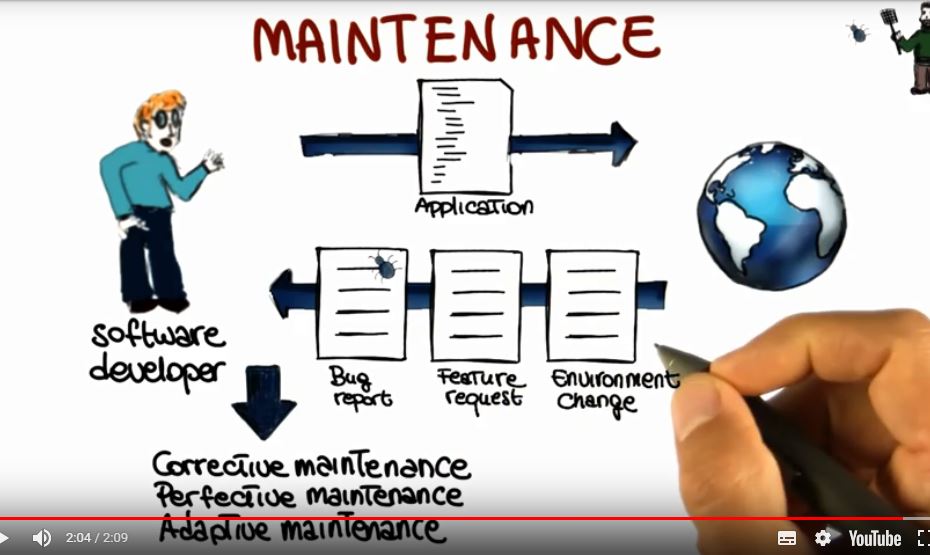 MAINTENANCE
Application
software
developer
Bug
report
Feature
request
Environment
change
Corrective maintenance
Perfective maintenance
Adaptive maintenance
2:04 / 2:09
YouTube